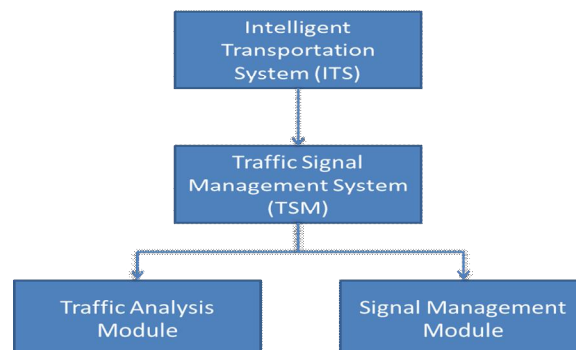 Intelligent
Transportation
System (ITS)
Traffic Signal
Management System
(TSM)
Traffic Analysis
Module
Signal Management
Module